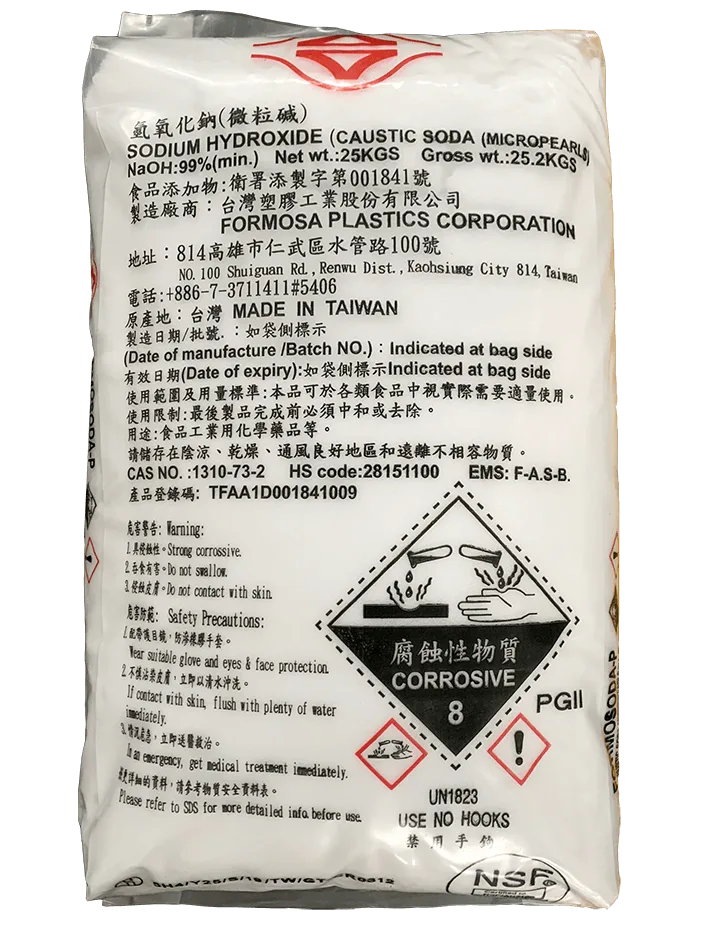 氫氧化鈉(微粒碱)
SODIUM HYDROXIDE (CAUSTIC SODA (MICROPEARLS)
NaOH:99%(min.) Net wt.:25KGS Gross wt.:25.2KGS
食品添加物:衛署添製字第001841號
製造廠商：台灣塑膠工業股份有限公司
FORMOSA PLASTICS CORPORATION
地址：814高雄市仁武區水管路100號
NO. 100 Shuiguan Rd., Renwu Dist., Kaohsiung City 814, Taiwan
電話:+886-7-3711411#5406
原產地：台灣 MADE IN TAIWAN
製造日期/批號.：如袋側標示
(Date of manufacture /Batch NO.)：Indicated at bag side
有效日期(Date of expiry):如袋側標示Indicated at bag side
使用範圍及用量標準:本品可於各類食品中視實際需要適量使用。
使用限制:最後製品完成前必須中和或去除。
用途:食品工業用化學藥品等。
請儲存在陰涼、乾燥、通風良好地區和遠離不相容物質。
CAS NO. :1310-73-2 HS code:28151100 EMS: F-A.S-B.
產品登錄碼: TFAA1D001841009
危害警告: Warning:
1.具侵蝕性。Strong corrossive.
2.吞食有害。Do not swallow.
3.侵蝕皮膚。Do not contact with skin.
危害防範: Safety Precautions:
1.配帶護目鏡，防滲橡膠手套。
Wear suitable glove and eyes & face protection.
2.不慎沾染皮膚，立即以清水沖洗。
If contact with skin, flush with plenty of water
immediately.
3.情況危急，立即送醫救治。
In an emergency, get medical treatment immediately.
更詳細的資料，請參考物質安全資料表。
Please refer to SDS for more detailed info. before use.
腐蝕性物質
CORROSIVE
8
PGII
UN1823
USE NO HOOKS
禁用手鉤
NSF
MOSODA-P